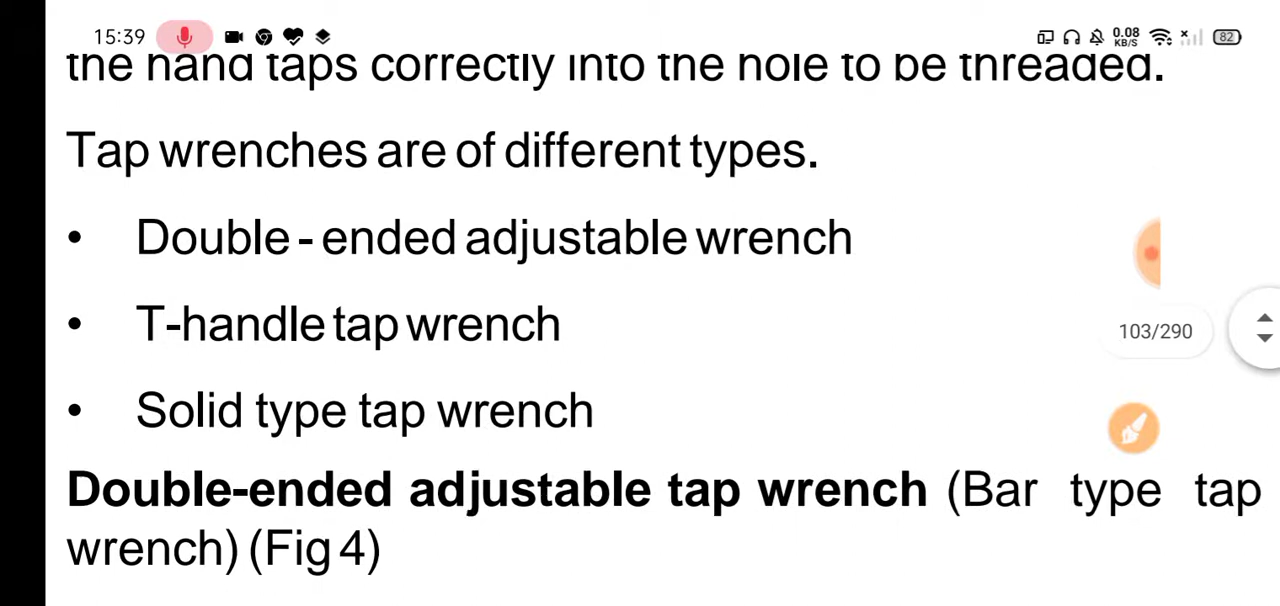 15:39
0.08
KB/S
82
the hand taps correctly into the hole to be threaded.
Tap wrenches are of different types.
• Double - ended adjustable wrench
• T-handle tap wrench
103/290
• Solid type tap wrench
Double-ended adjustable tap wrench (Bar type tap
wrench) (Fig 4)